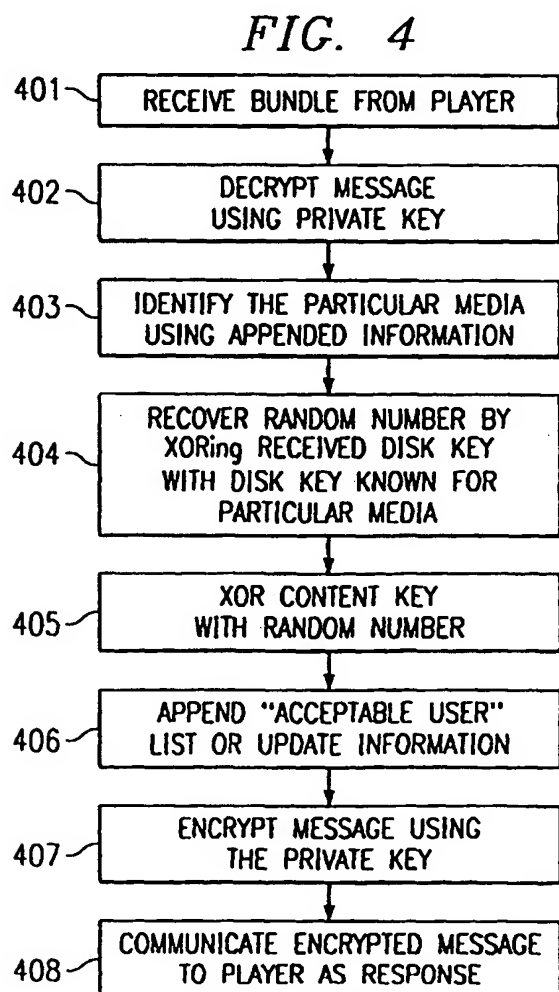 FIG. 4
401
RECEIVE BUNDLE FROM PLAYER
402
DECRYPT MESSAGE
USING PRIVATE KEY
403
IDENTIFY THE PARTICULAR MEDIA
USING APPENDED INFORMATION
404
RECOVER RANDOM NUMBER BY
XORing RECEIVED DISK KEY
WITH DISK KEY KNOWN FOR
PARTICULAR MEDIA
405
XOR CONTENT KEY
WITH RANDOM NUMBER
406
APPEND "ACCEPTABLE USER"
LIST OR UPDATE INFORMATION
407
ENCRYPT MESSAGE USING
THE PRIVATE KEY
408
COMMUNICATE ENCRYPTED MESSAGE
TO PLAYER AS RESPONSE